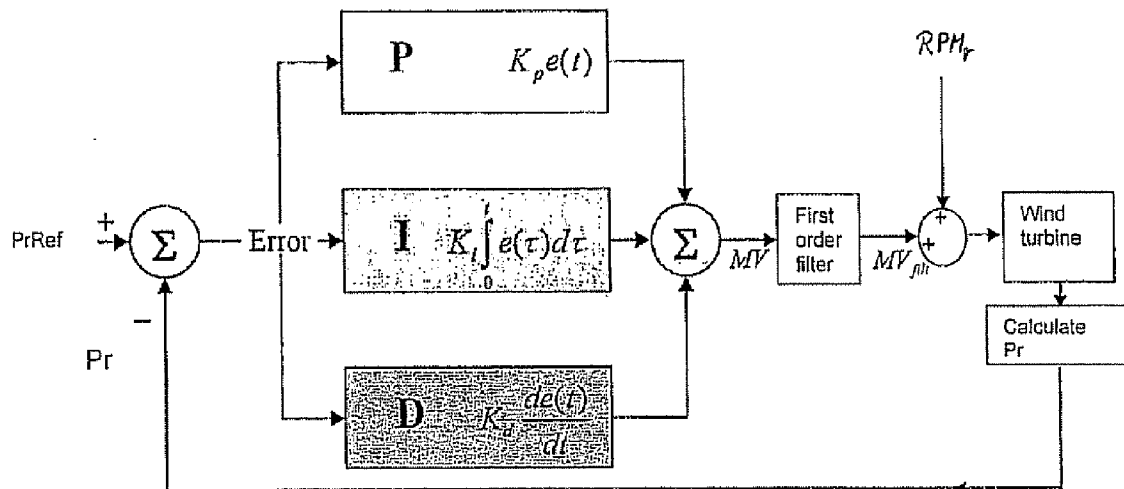 P K_p e(t)
RPM_r
PrRef
+
Σ
Error
I K_i ∫_0^t e(τ)dτ
Σ
MV
First
order
filter
MV_filt
+
+
Wind
turbine
−
Pr
Calculate
Pr
D K_d de(t)/dt